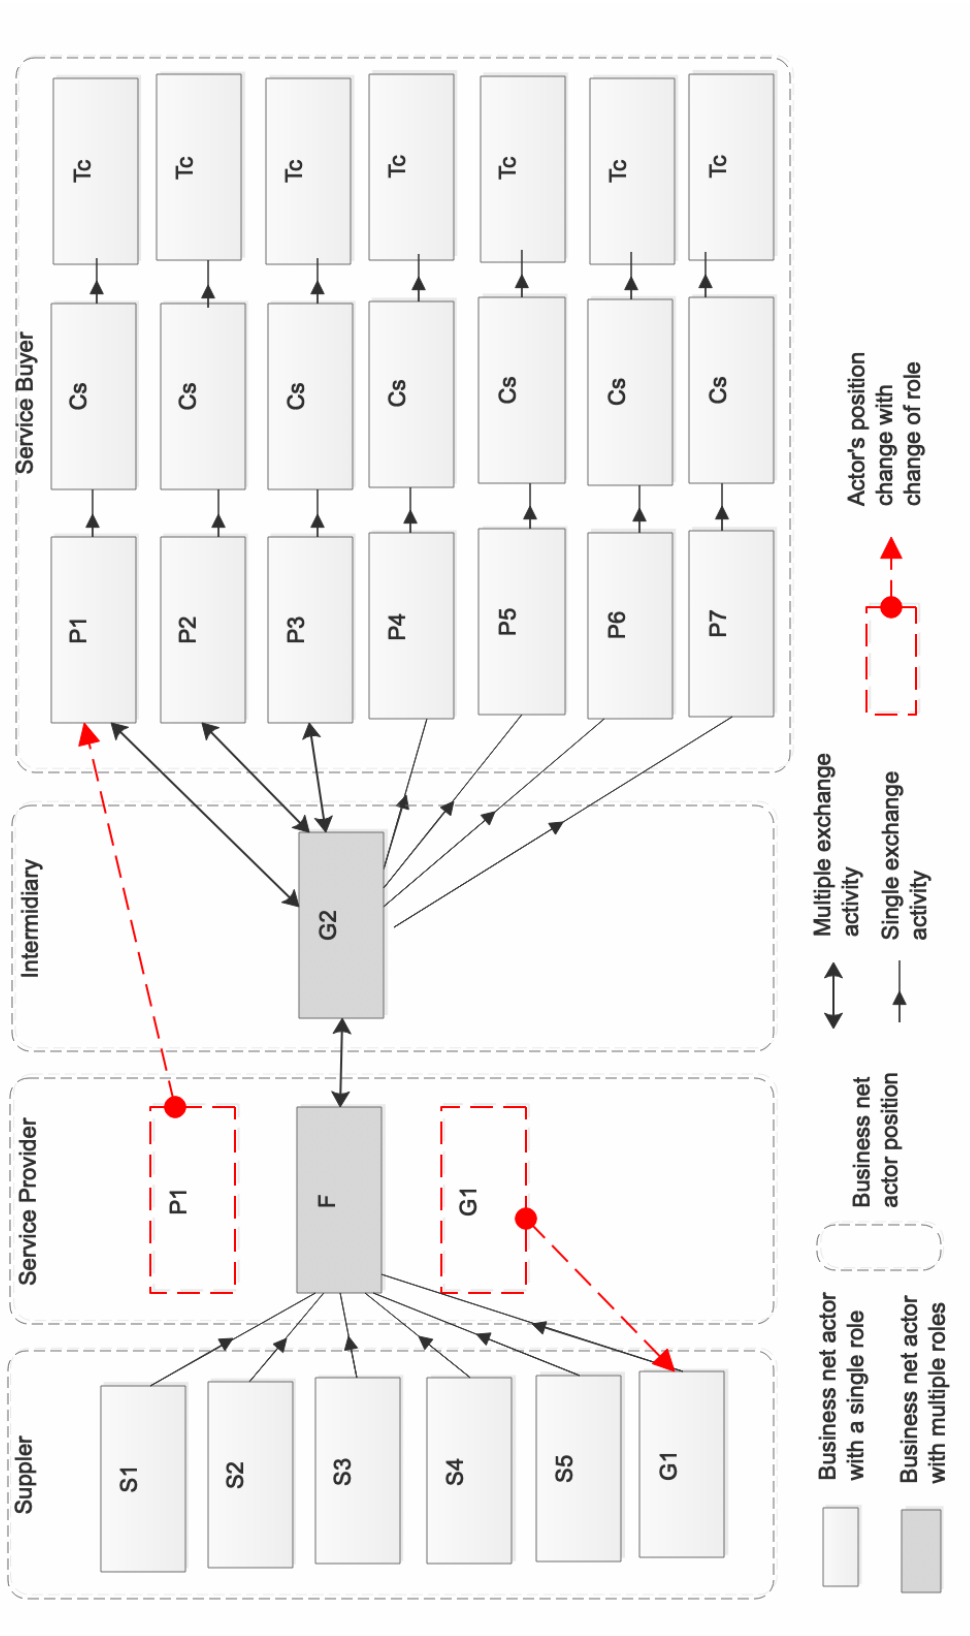 Suppler
S1
S2
S3
S4
S5
G1
Service Provider
P1
F
G1
Intermidiary
G2
Service Buyer
P1
Cs
Tc
P2
Cs
Tc
P3
Cs
Tc
P4
Cs
Tc
P5
Cs
Tc
P6
Cs
Tc
P7
Cs
Tc
Business net actor
with a single role
Business net actor
with multiple roles
Business net
actor position
Multiple exchange
activity
Single exchange
activity
Actor's position
change with
change of role